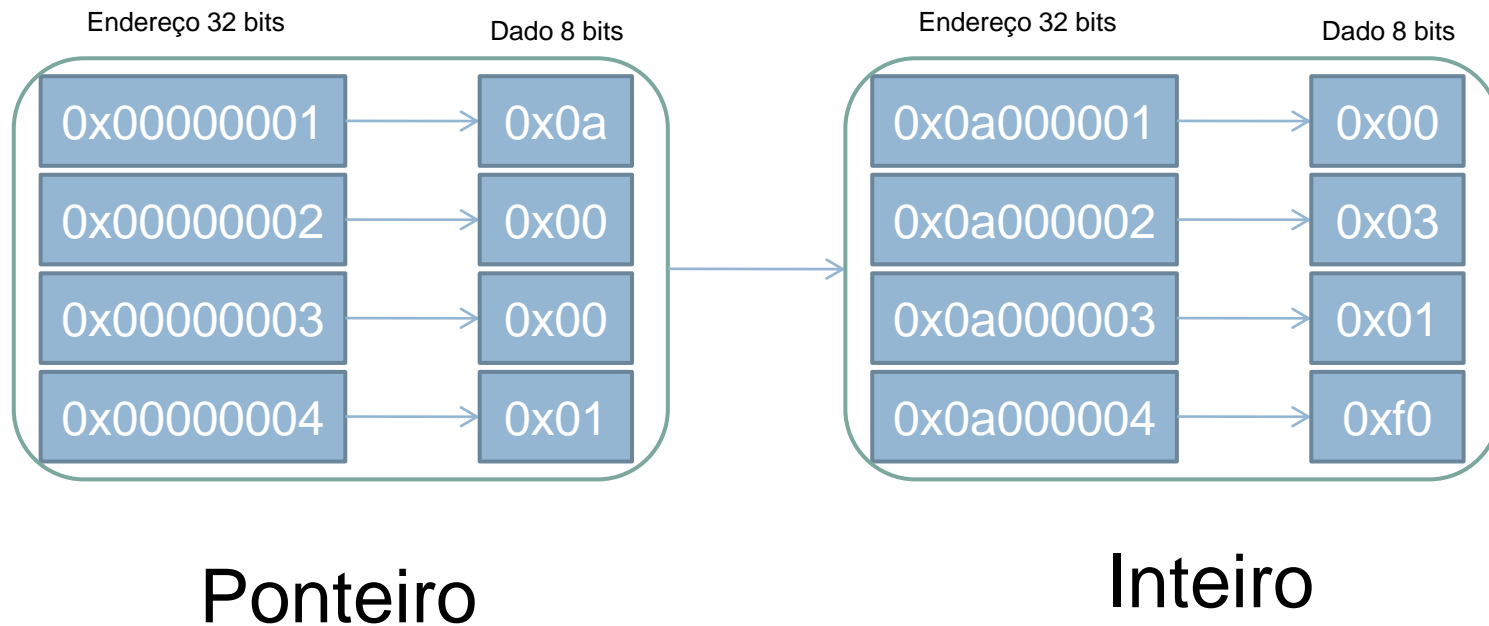 Endereço 32 bits Dado 8 bits Endereço 32 bits Dado 8 bits
0x00000001 0x0a 0x0a000001 0x00
0x00000002 0x00 0x0a000002 0x03
0x00000003 0x00 0x0a000003 0x01
0x00000004 0x01 0x0a000004 0xf0
Ponteiro Inteiro